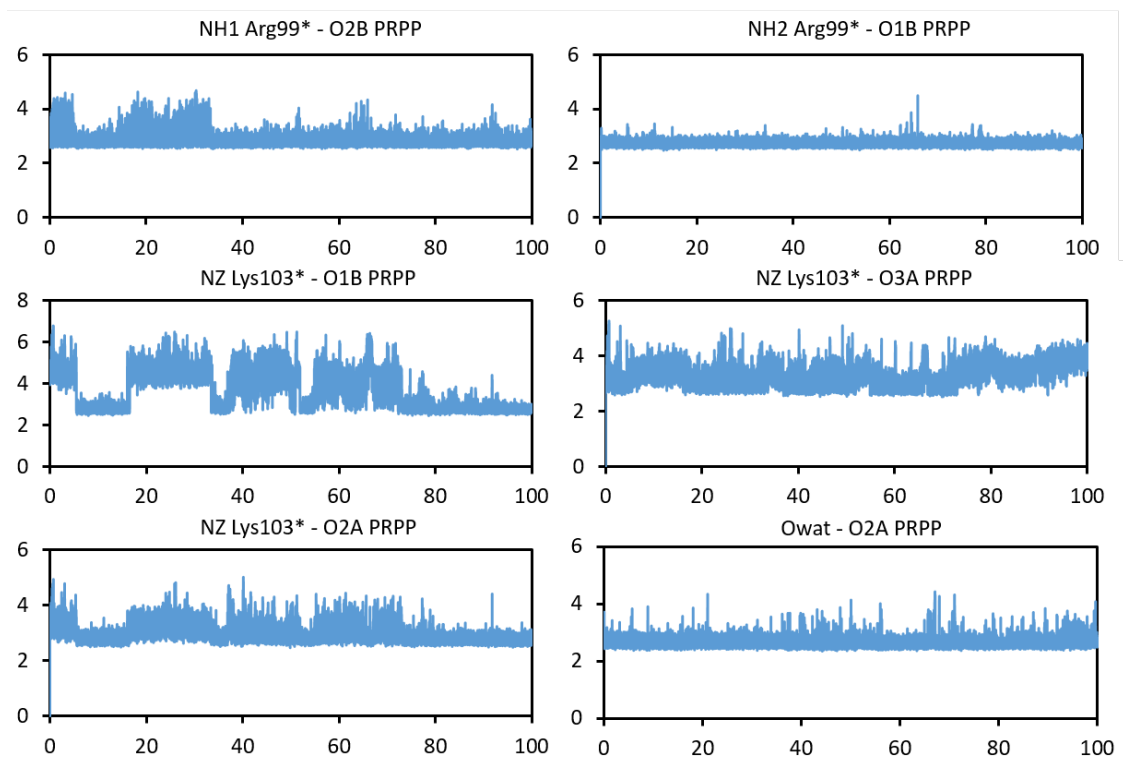 NH1 Arg99* - O2B PRPP
6
4
2
0
0 20 40 60 80 100
NH2 Arg99* - O1B PRPP
6
4
2
0
0 20 40 60 80 100
NZ Lys103* - O1B PRPP
8
6
4
2
0
0 20 40 60 80 100
NZ Lys103* - O3A PRPP
6
4
2
0
0 20 40 60 80 100
NZ Lys103* - O2A PRPP
6
4
2
0
0 20 40 60 80 100
Owat - O2A PRPP
6
4
2
0
0 20 40 60 80 100